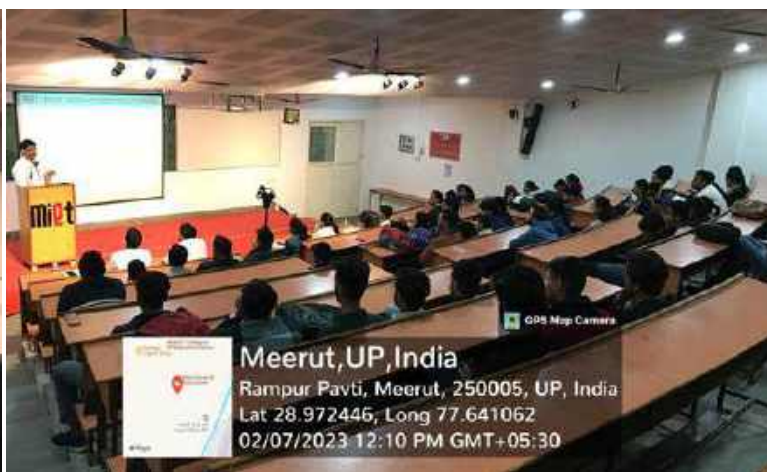 miet
GPS Map Camera
Meerut,UP,India
Rampur Pavti, Meerut, 250005, UP, India
Lat 28.972446, Long 77.641062
02/07/2023 12:10 PM GMT+05:30